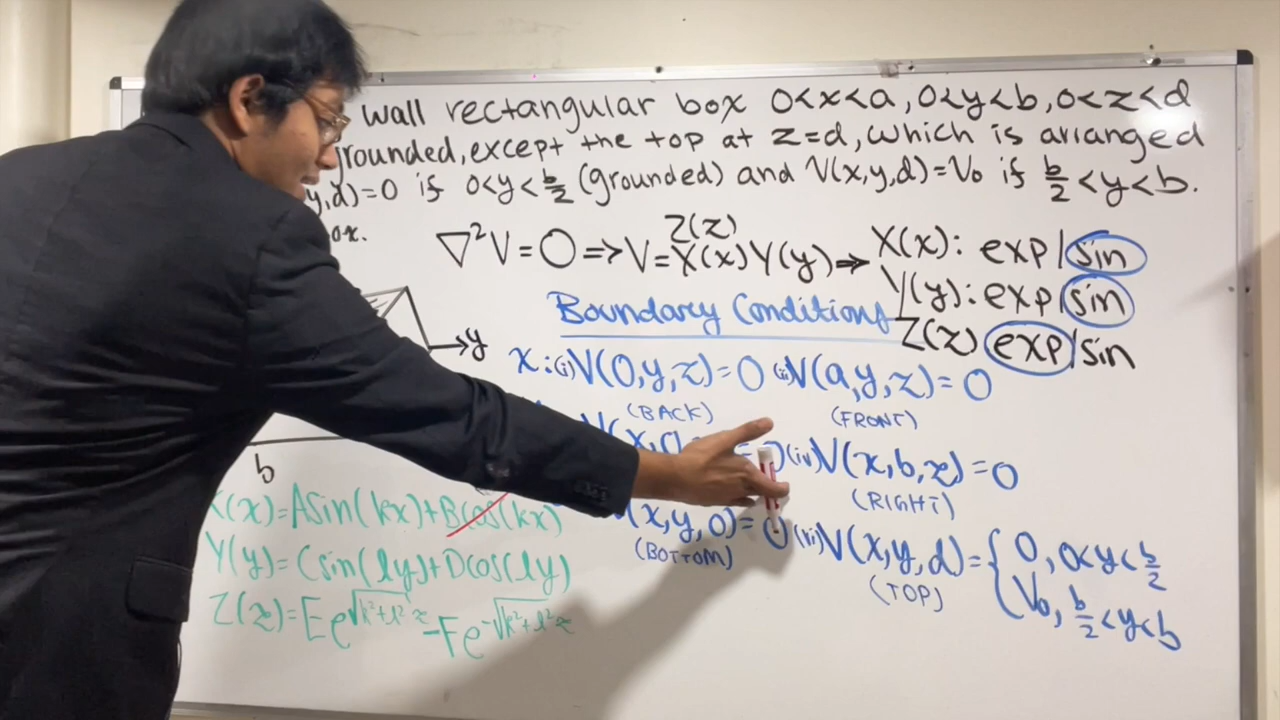 wall rectangular box 0<x<a, 0<y<b, 0<z<d
grounded, except the top at z=d, which is arranged
y,d)=0 if 0<y<b/2 (grounded) and V(x,y,d)=V₀ if b/2<y<b.
ox.
∇²V=0 => V=X(x)Y(y)Z(z) => X(x): exp/sin
Y(y): exp/sin
Z(z) exp/sin
Boundary Conditions
→y
x: (i) V(0,y,z)=0 (ii) V(a,y,z)=0
(BACK) (FRONT)
V(x,0 =0 (iv) V(x,b,z)=0
(RIGHT)
b
X(x)=Asin(kx)+Bcos(kx)
V(x,y,0)=0 (vi) V(x,y,d)={0, 0<y<b/2
(BOTTOM) (TOP) V₀, b/2<y<b
Y(y)=Csin(ly)+Dcos(ly)
Z(z)=Ee^√(k²+l²)z -Fe^-√(k²+l²)z